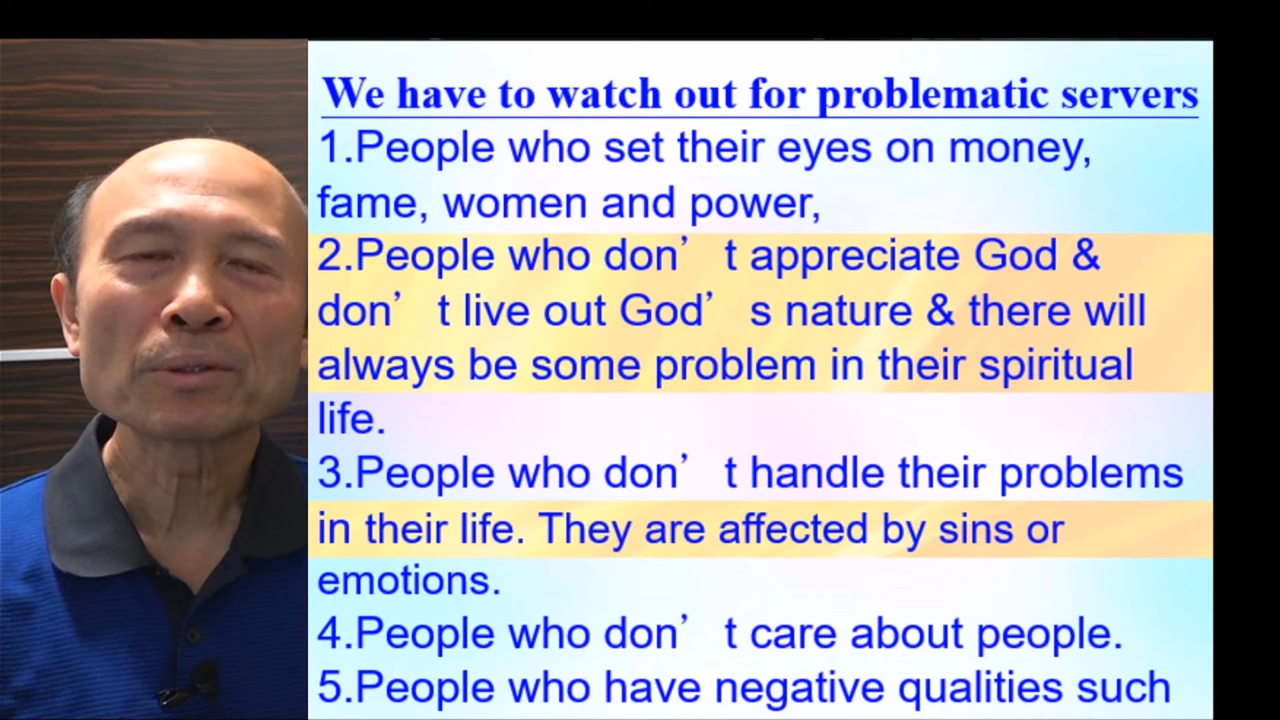 We have to watch out for problematic servers
1.People who set their eyes on money,
fame, women and power,
2.People who don’ t appreciate God &
don’ t live out God’ s nature & there will
always be some problem in their spiritual
life.
3.People who don’ t handle their problems
in their life. They are affected by sins or
emotions.
4.People who don’ t care about people.
5.People who have negative qualities such